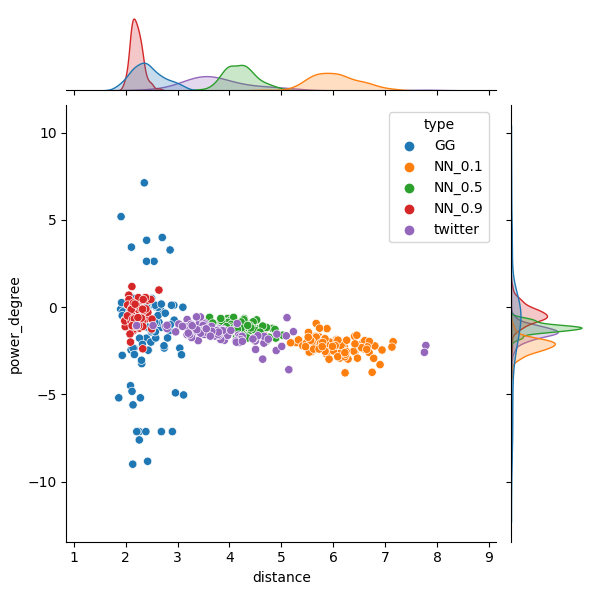 type
GG
NN_0.1
NN_0.5
NN_0.9
twitter
power_degree
10
5
0
−5
−10
1 2 3 4 5 6 7 8 9
distance